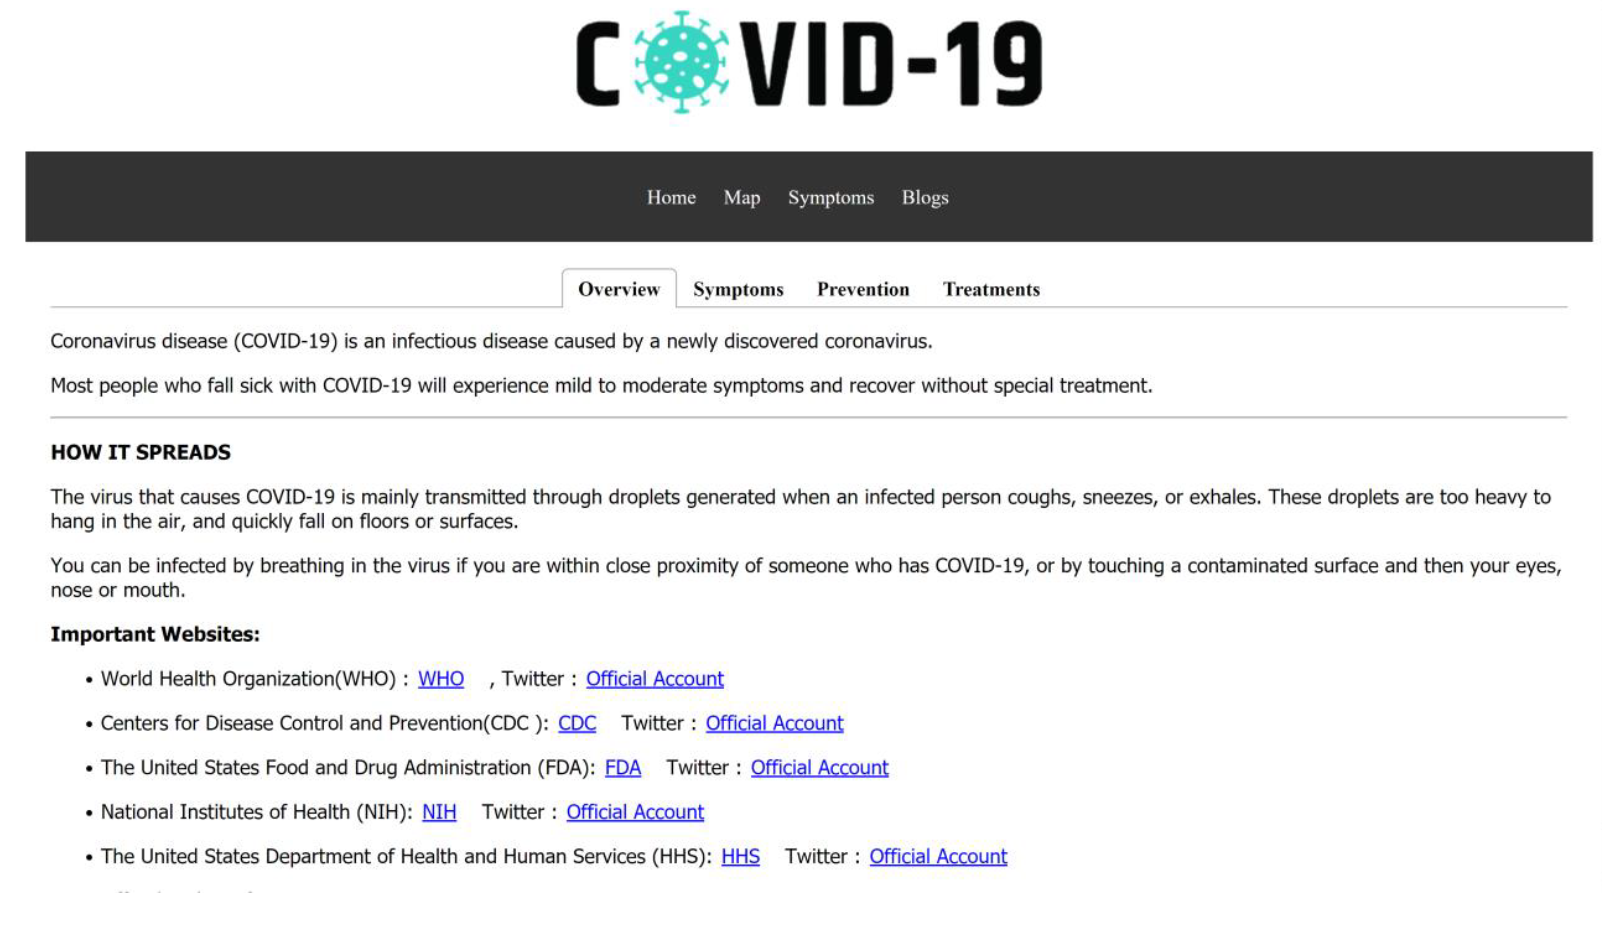 COVID-19
Home Map Symptoms Blogs
Overview Symptoms Prevention Treatments
Coronavirus disease (COVID-19) is an infectious disease caused by a newly discovered coronavirus.
Most people who fall sick with COVID-19 will experience mild to moderate symptoms and recover without special treatment.
HOW IT SPREADS
The virus that causes COVID-19 is mainly transmitted through droplets generated when an infected person coughs, sneezes, or exhales. These droplets are too heavy to
hang in the air, and quickly fall on floors or surfaces.
You can be infected by breathing in the virus if you are within close proximity of someone who has COVID-19, or by touching a contaminated surface and then your eyes,
nose or mouth.
Important Websites:
• World Health Organization(WHO) : WHO , Twitter : Official Account
• Centers for Disease Control and Prevention(CDC ): CDC Twitter : Official Account
• The United States Food and Drug Administration (FDA): FDA Twitter : Official Account
• National Institutes of Health (NIH): NIH Twitter : Official Account
• The United States Department of Health and Human Services (HHS): HHS Twitter : Official Account